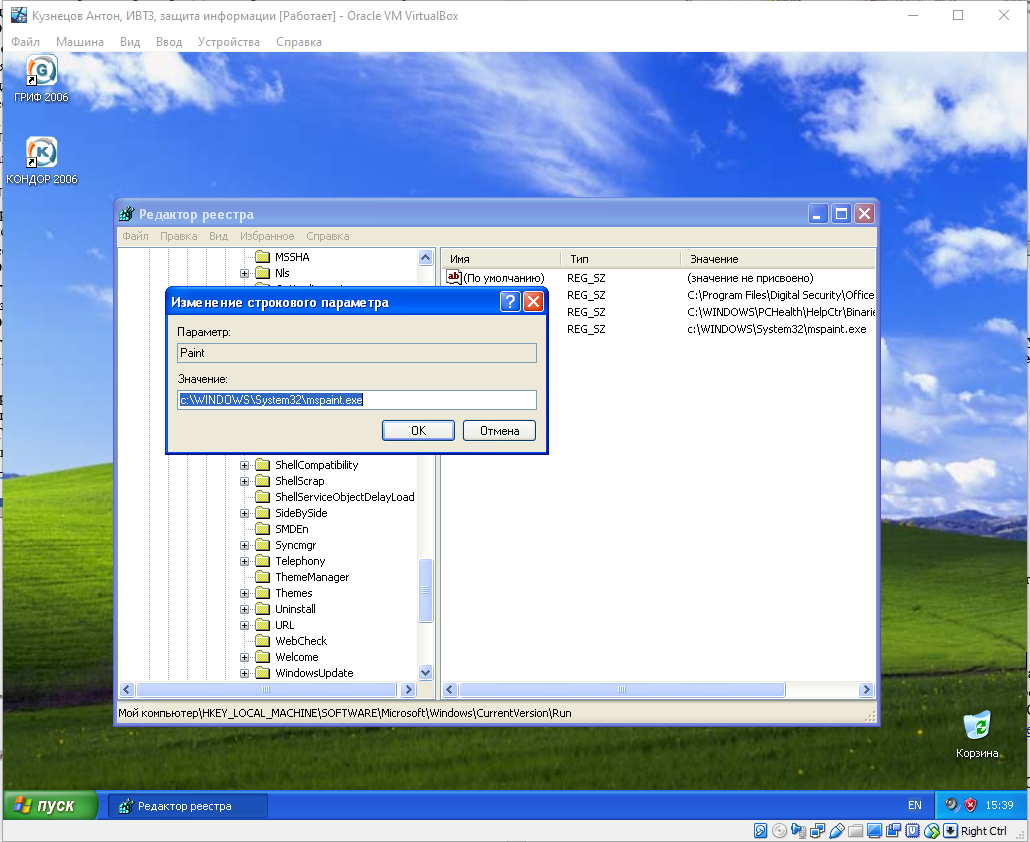 Кузнецов Антон, ИВТ3, защита информации [Работает] - Oracle VM VirtualBox
Файл Машина Вид Ввод Устройства Справка
ГРИФ 2006
КОНДОР 2006
Редактор реестра
Файл Правка Вид Избранное Справка
MSSHA
Nls
Имя Тип Значение
(По умолчанию) REG_SZ (значение не присвоено)
REG_SZ C:\Program Files\Digital Security\Office
REG_SZ C:\WINDOWS\PCHealth\HelpCtr\Binarie
REG_SZ c:\WINDOWS\System32\mspaint.exe
Изменение строкового параметра
Параметр:
Paint
Значение:
c:\WINDOWS\System32\mspaint.exe
OK Отмена
ShellCompatibility
ShellScrap
ShellServiceObjectDelayLoad
SideBySide
SMDEn
Syncmgr
Telephony
ThemeManager
Themes
Uninstall
URL
WebCheck
Welcome
WindowsUpdate
Мой компьютер\HKEY_LOCAL_MACHINE\SOFTWARE\Microsoft\Windows\CurrentVersion\Run
Корзина
пуск Редактор реестра EN 15:39
Right Ctrl